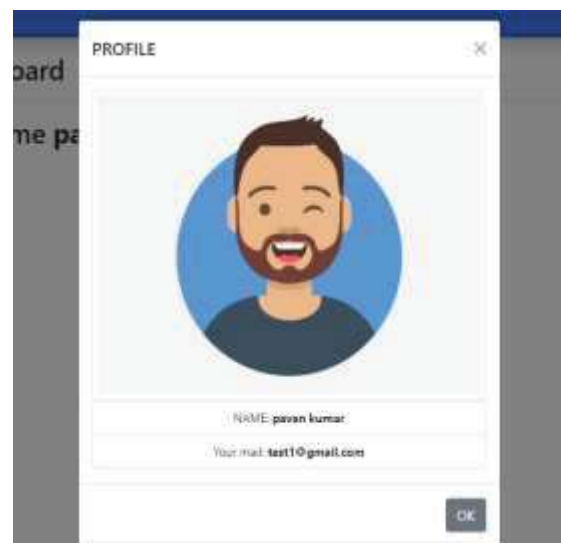 PROFILE ×
oard
me pa
NAME: pavan kumar
Your mail: test1@gmail.com
OK